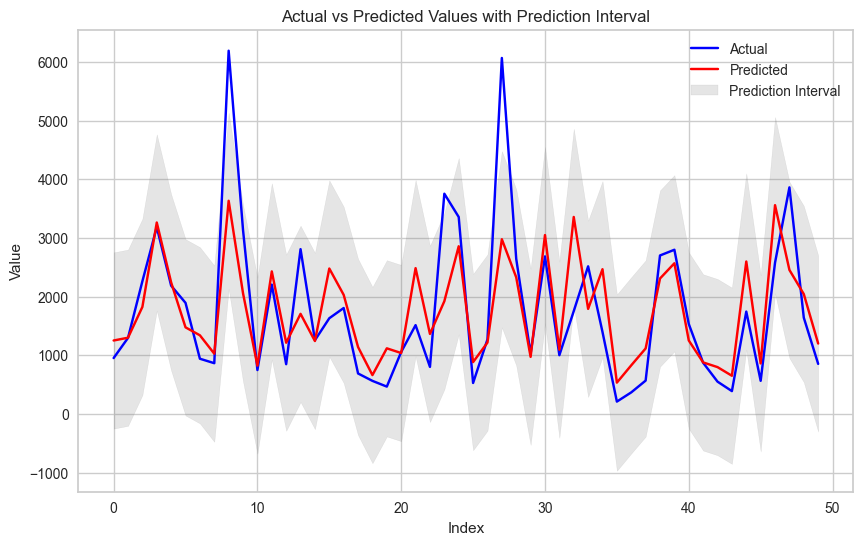 Actual vs Predicted Values with Prediction Interval
Actual
Predicted
Prediction Interval
6000
5000
4000
3000
2000
1000
0
−1000
Value
0 10 20 30 40 50
Index